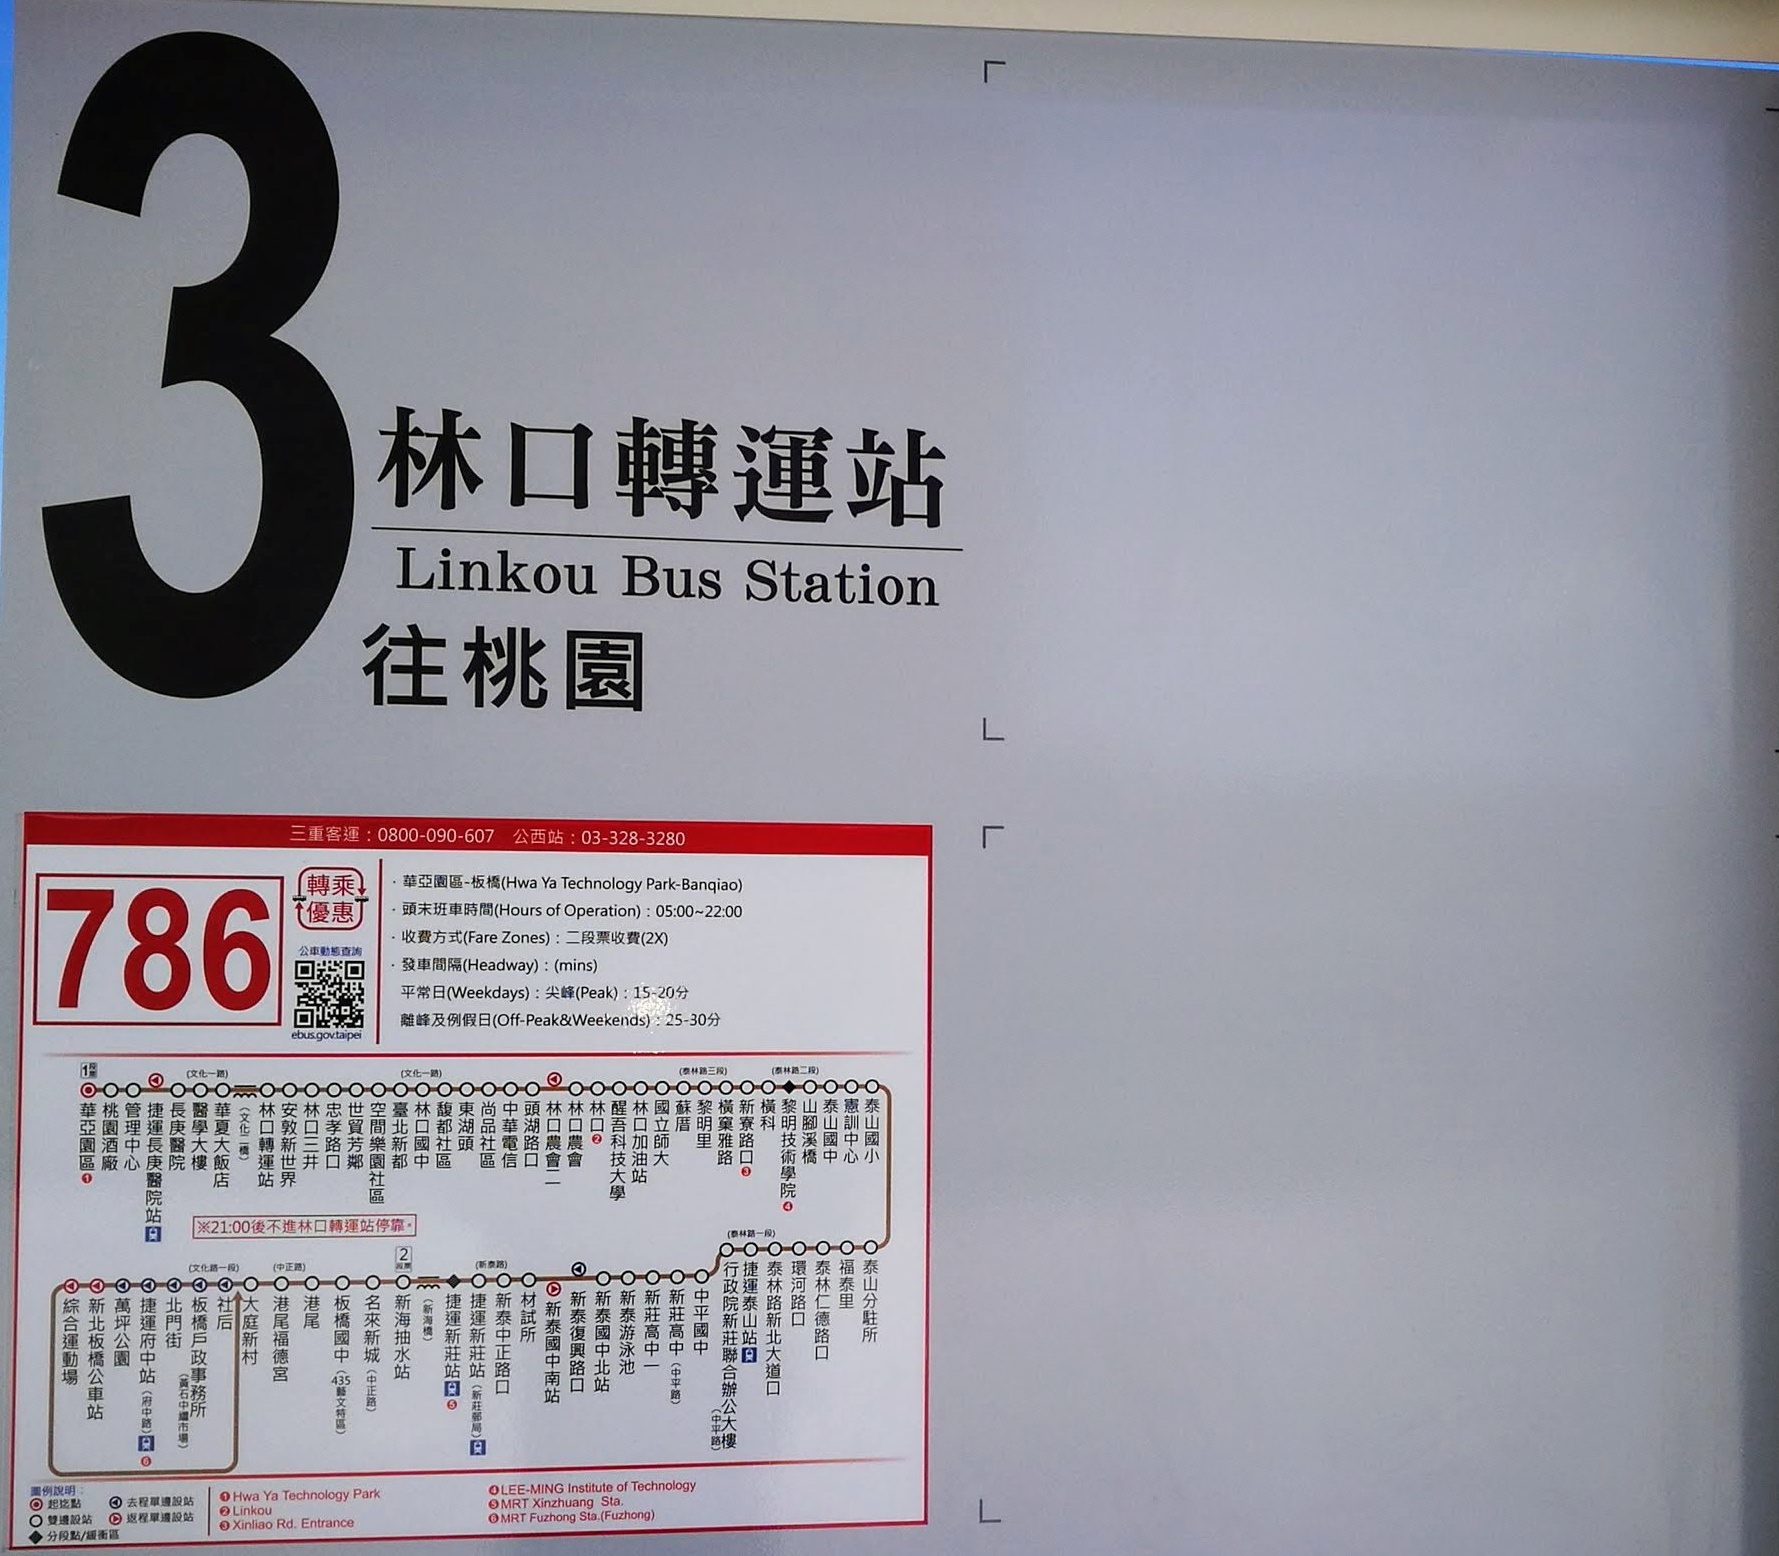 3
林口轉運站
Linkou Bus Station
往桃園
三重客運：0800-090-607 公西站：03-328-3280
786
轉乘
優惠
公車動態查詢
ebus.gov.taipei
·華亞園區-板橋(Hwa Ya Technology Park-Banqiao)
·頭末班車時間(Hours of Operation)：05:00~22:00
·收費方式(Fare Zones)：二段票收費(2X)
·發車間隔(Headway)：(mins)
平常日(Weekdays)：尖峰(Peak)：15-20分
離峰及例假日(Off-Peak&Weekends)：25-30分
1段票
(文化一路)
(文化一路)
(泰林路三段)
(泰林路二段)
華亞園區❶
桃園酒廠
管理中心
捷運長庚醫院站
長庚醫院
醫學大樓
華夏大飯店
(文化二橋)
林口轉運站
安敦新世界
林口三井
忠孝路口
世貿芳鄰
空間樂園社區
臺北新都
林口國中
馥都社區
東湖頭
尚品社區
中華電信
頭湖路口
林口農會二
林口農會
林口❷
醒吾科技大學
林口加油站
國立師大
蘇厝
黎明里
橫窠雅路
新寮路口❸
橫科
黎明技術學院❹
山腳溪橋
泰山國中
憲訓中心
泰山國小
※21:00後不進林口轉運站停靠。
(泰林路一段)
泰山分駐所
福泰里
泰林仁德路口
環河路口
泰林路新北大道口
捷運泰山站
行政院新莊聯合辦公大樓(中平路)
中平國中
新莊高中(中平路)
新莊高中一
新泰游泳池
新泰國中北站
新泰復興路口
新泰國中南站
材試所
新泰中正路口
(新泰路)
捷運新莊站(新莊郵局)
捷運新莊站❺
(新海橋)
2段票
新海抽水站
名來新城(中正路)
板橋國中(435藝文特區)
港尾
(中正路)
港尾福德宮
大庭新村
(文化路一段)
社后
板橋戶政事務所(黃石中繼市場)
北門街
捷運府中站(府中路)❻
萬坪公園
新北板橋公車站
綜合運動場
圖例說明：
起訖點
去程單邊設站
雙邊設站
返程單邊設站
分段點/緩衝區
❶Hwa Ya Technology Park
❷Linkou
❸Xinliao Rd. Entrance
❹LEE-MING Institute of Technology
❺MRT Xinzhuang Sta.
❻MRT Fuzhong Sta.(Fuzhong)